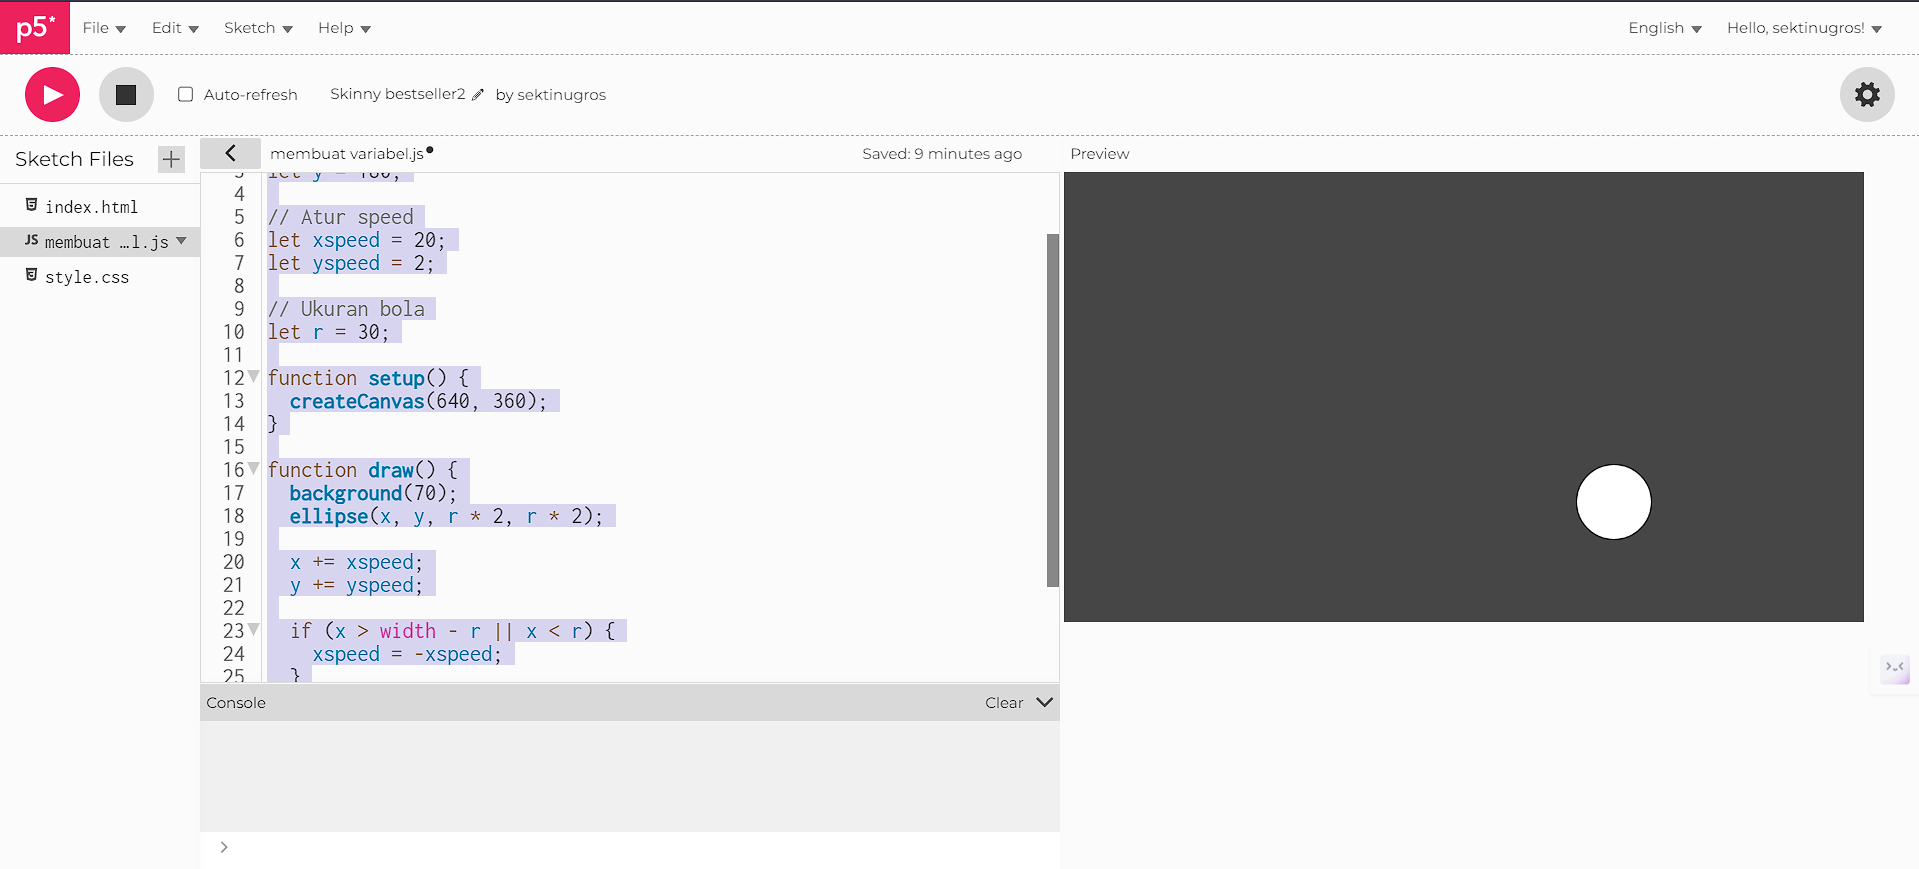 p5*
File
Edit
Sketch
Help
English
Hello, sektinugros!
Auto-refresh
Skinny bestseller2
by sektinugros
Sketch Files
+
index.html
JS membuat …l.js
style.css
membuat variabel.js
Saved: 9 minutes ago
Preview
3 let y = 180;
4
5 // Atur speed
6 let xspeed = 20;
7 let yspeed = 2;
8
9 // Ukuran bola
10 let r = 30;
11
12 function setup() {
13 createCanvas(640, 360);
14 }
15
16 function draw() {
17 background(70);
18 ellipse(x, y, r * 2, r * 2);
19
20 x += xspeed;
21 y += yspeed;
22
23 if (x > width - r || x < r) {
24 xspeed = -xspeed;
25 }
Console
Clear
>